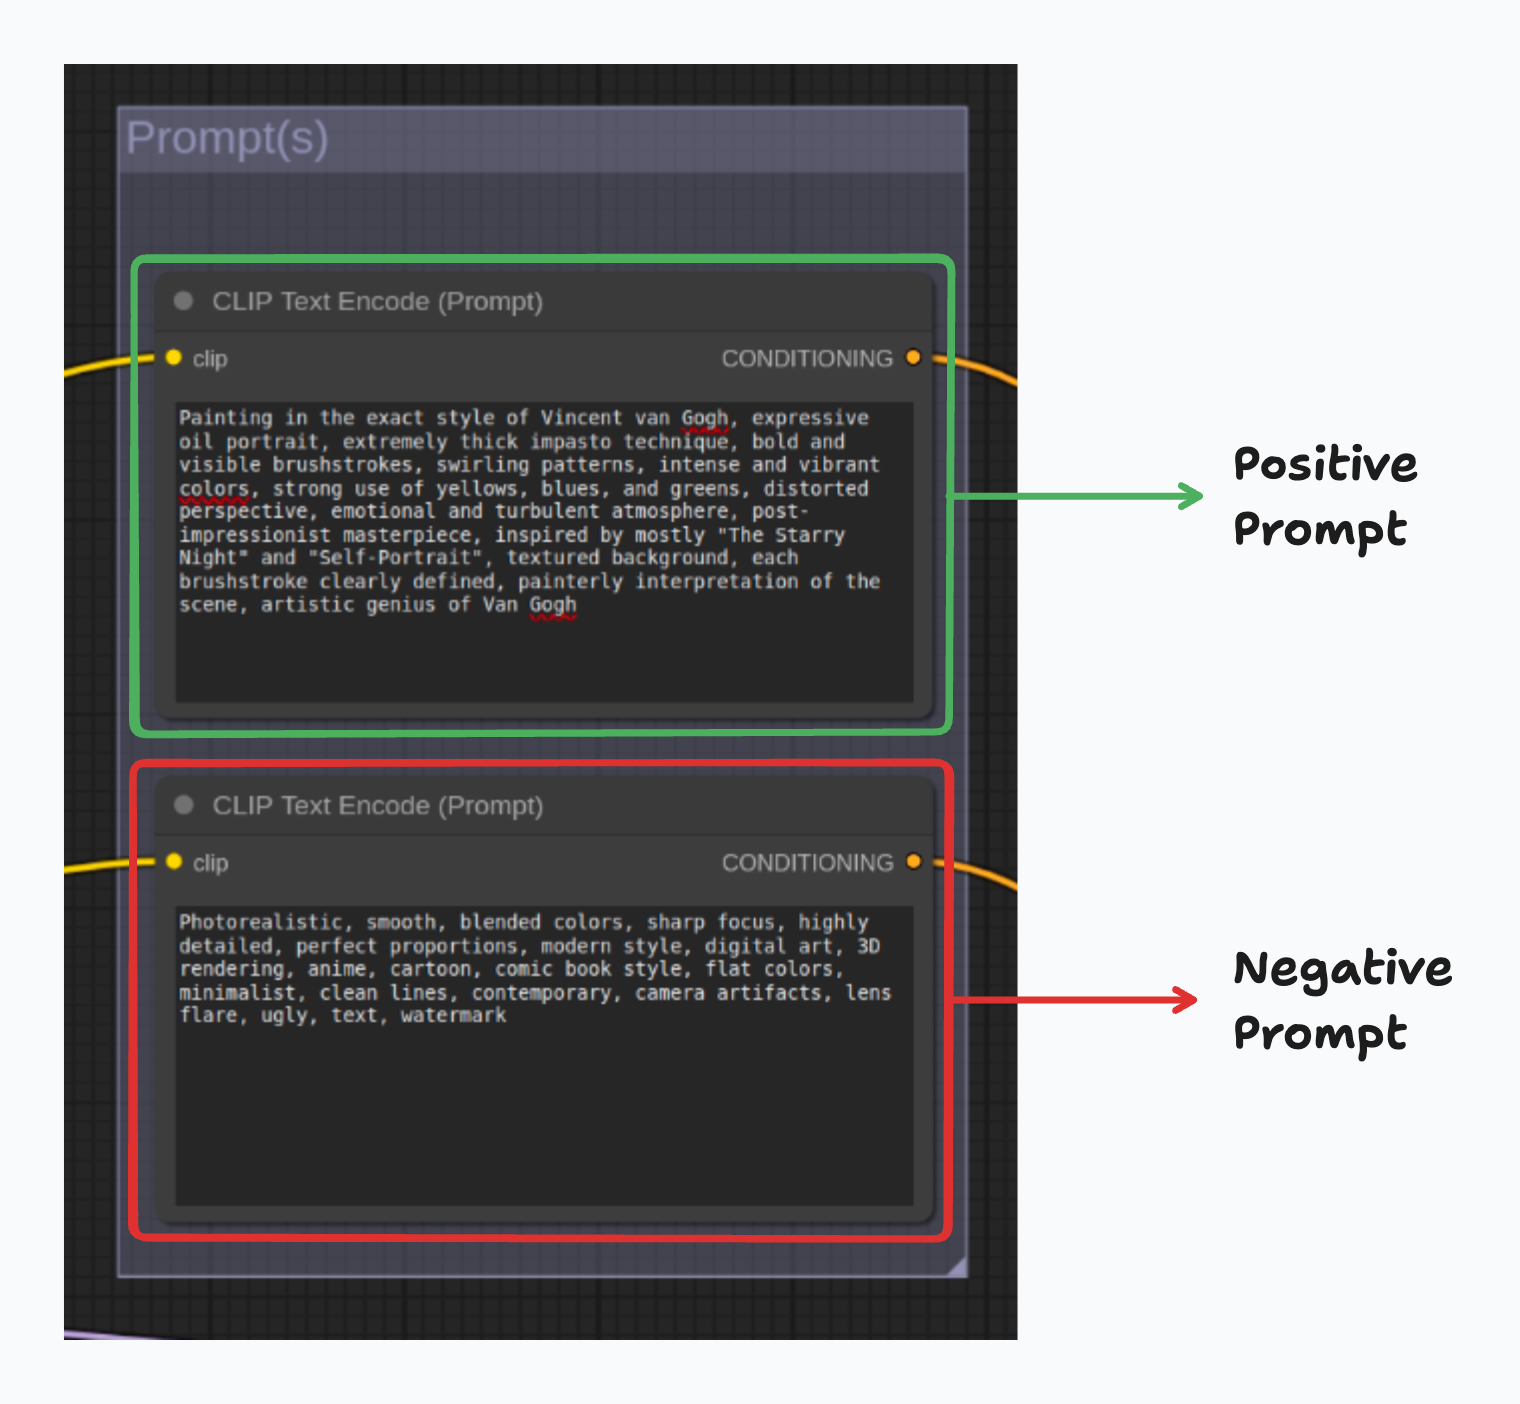 Prompt(s)
CLIP Text Encode (Prompt)
clip
CONDITIONING
Painting in the exact style of Vincent van Gogh, expressive
oil portrait, extremely thick impasto technique, bold and
visible brushstrokes, swirling patterns, intense and vibrant
colors, strong use of yellows, blues, and greens, distorted
perspective, emotional and turbulent atmosphere, post-
impressionist masterpiece, inspired by mostly "The Starry
Night" and "Self-Portrait", textured background, each
brushstroke clearly defined, painterly interpretation of the
scene, artistic genius of Van Gogh
Positive
Prompt
CLIP Text Encode (Prompt)
clip
CONDITIONING
Photorealistic, smooth, blended colors, sharp focus, highly
detailed, perfect proportions, modern style, digital art, 3D
rendering, anime, cartoon, comic book style, flat colors,
minimalist, clean lines, contemporary, camera artifacts, lens
flare, ugly, text, watermark
Negative
Prompt